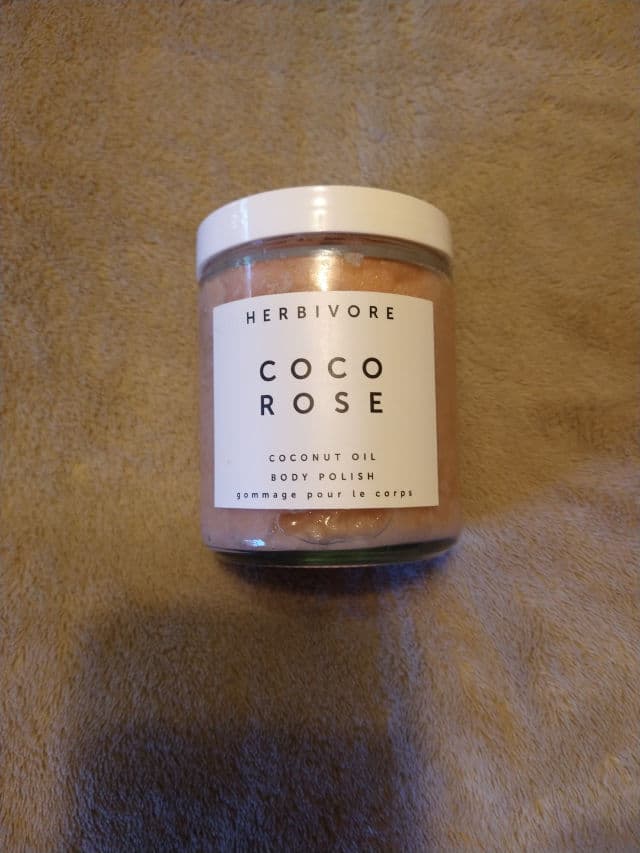 HERBIVORE
COCO
ROSE
COCONUT OIL
BODY POLISH
gommage pour le corps